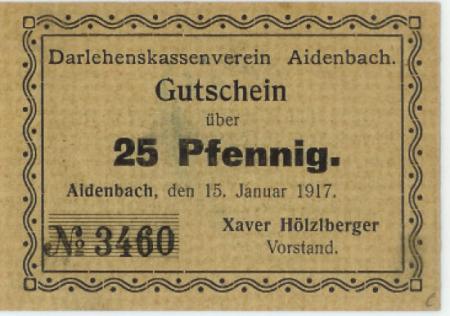 Darlehenskassenverein Aidenbach.
Gutschein
über
25 Pfennig.
Aidenbach, den 15. Januar 1917.
№ 3460
Xaver Hölzlberger
Vorstand.